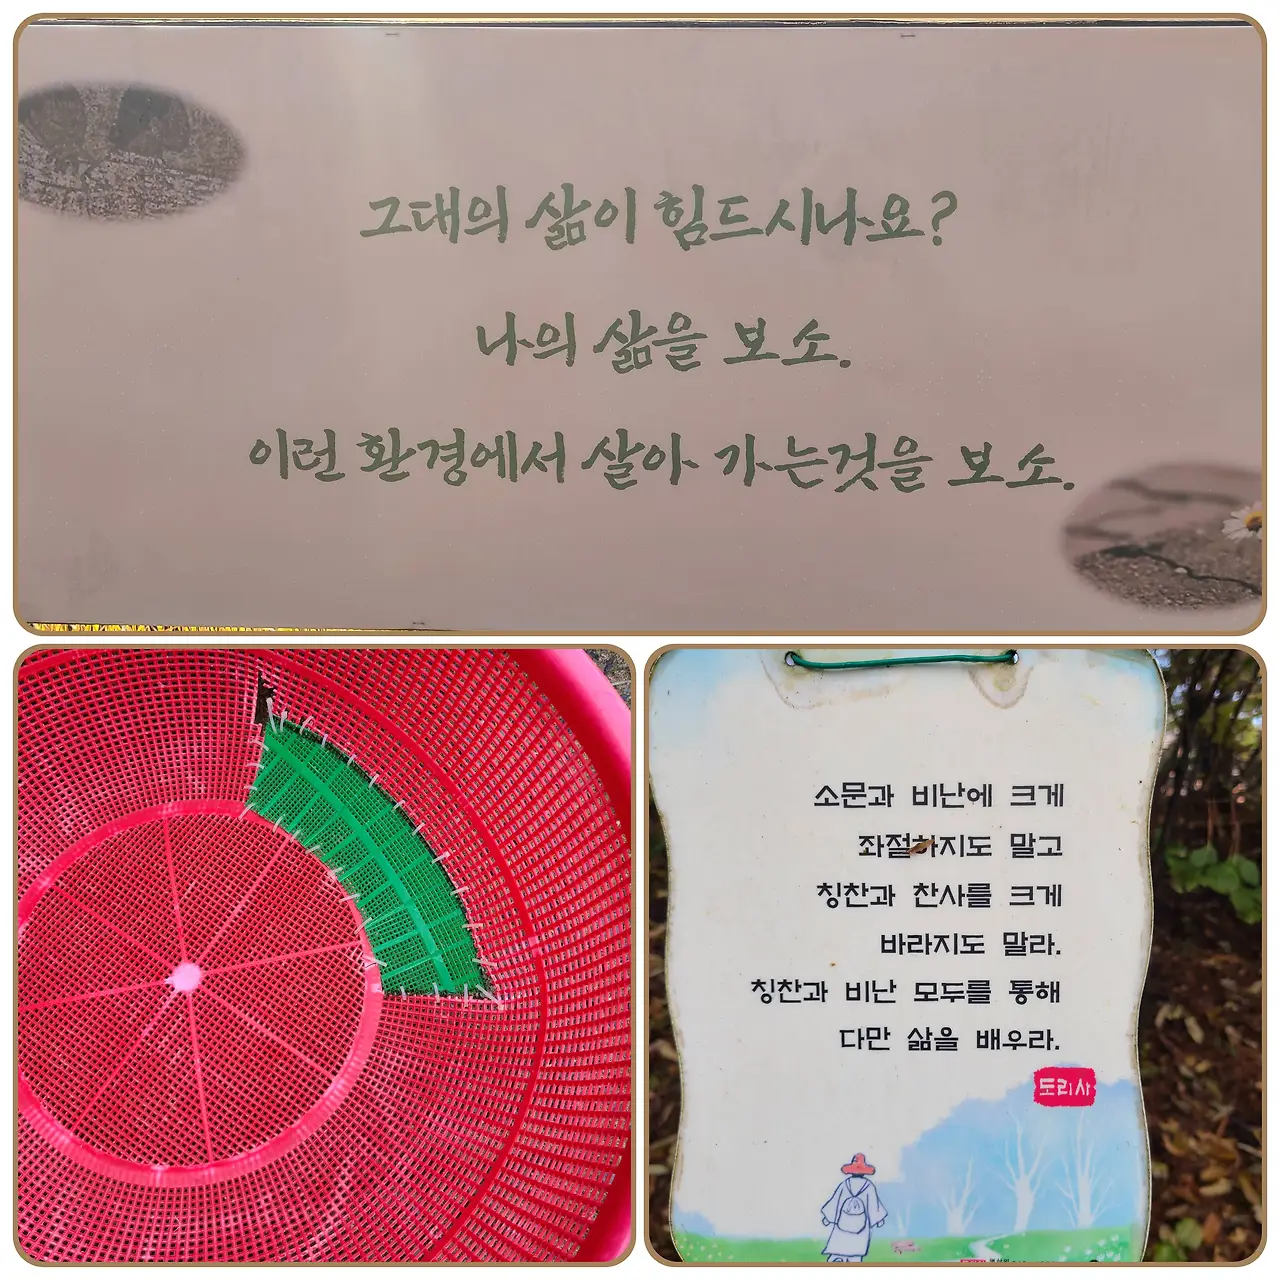 그대의 삶이 힘드시나요?
나의 삶을 보소.
이런 환경에서 살아 가는것을 보소.
소문과 비난에 크게
좌절하지도 말고
칭찬과 찬사를 크게
바라지도 말라.
칭찬과 비난 모두를 통해
다만 삶을 배우라.
도리사